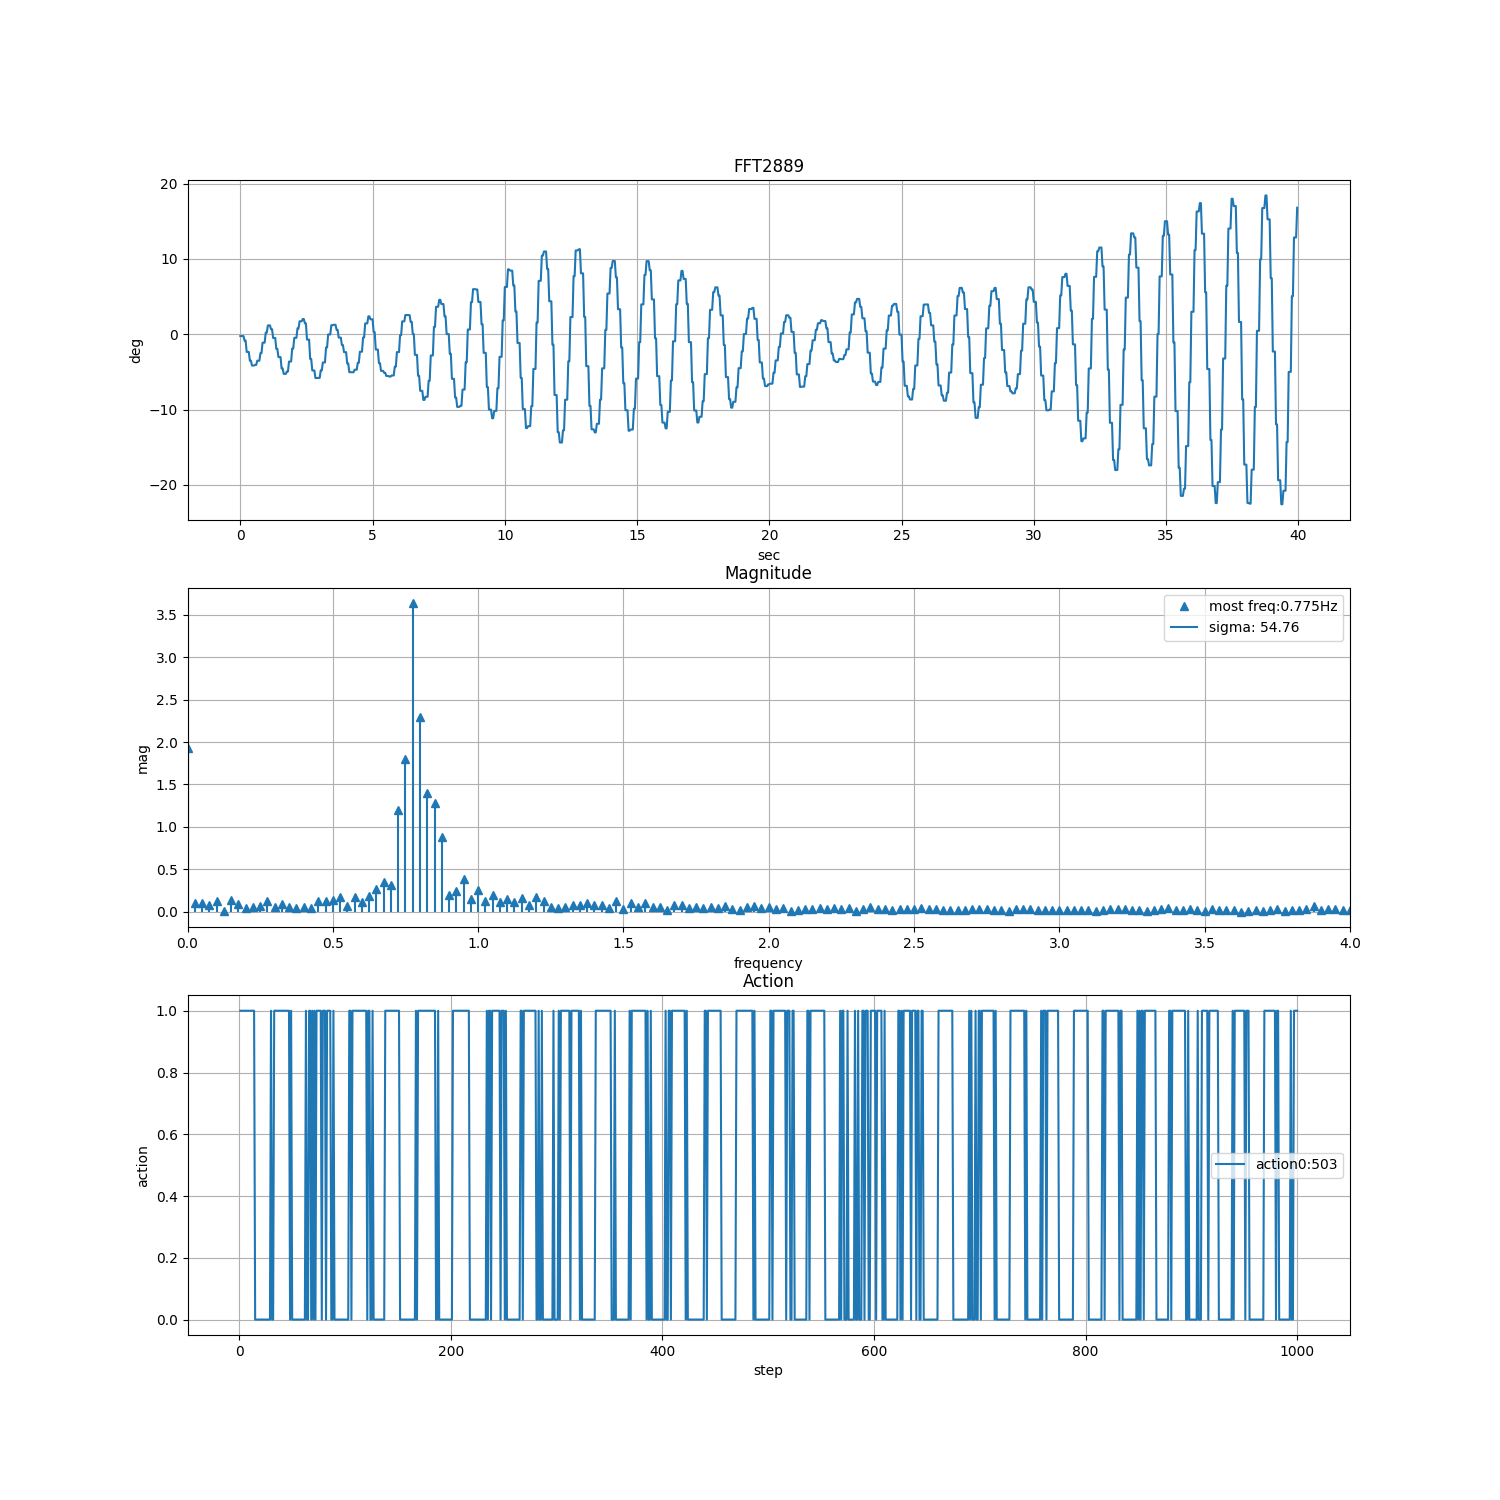 FFT2889
20
10
0
−10
−20
deg
0 5 10 15 20 25 30 35 40
sec
Magnitude
3.5
3.0
2.5
2.0
1.5
1.0
0.5
0.0
mag
most freq:0.775Hz
sigma: 54.76
0.0 0.5 1.0 1.5 2.0 2.5 3.0 3.5 4.0
frequency
Action
1.0
0.8
0.6
0.4
0.2
0.0
action
action0:503
0 200 400 600 800 1000
step